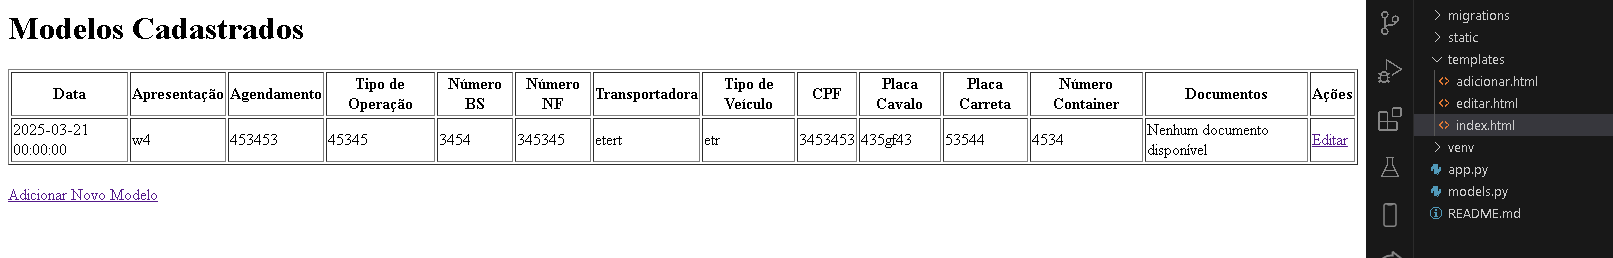 Modelos Cadastrados
Data Apresentação Agendamento Tipo de Operação Número BS Número NF Transportadora Tipo de Veículo CPF Placa Cavalo Placa Carreta Número Container Documentos Ações
2025-03-21 00:00:00 w4 453453 45345 3454 345345 etert etr 3453453 435gf43 53544 4534 Nenhum documento disponível Editar
Adicionar Novo Modelo
migrations
static
templates
adicionar.html
editar.html
index.html
venv
app.py
models.py
README.md